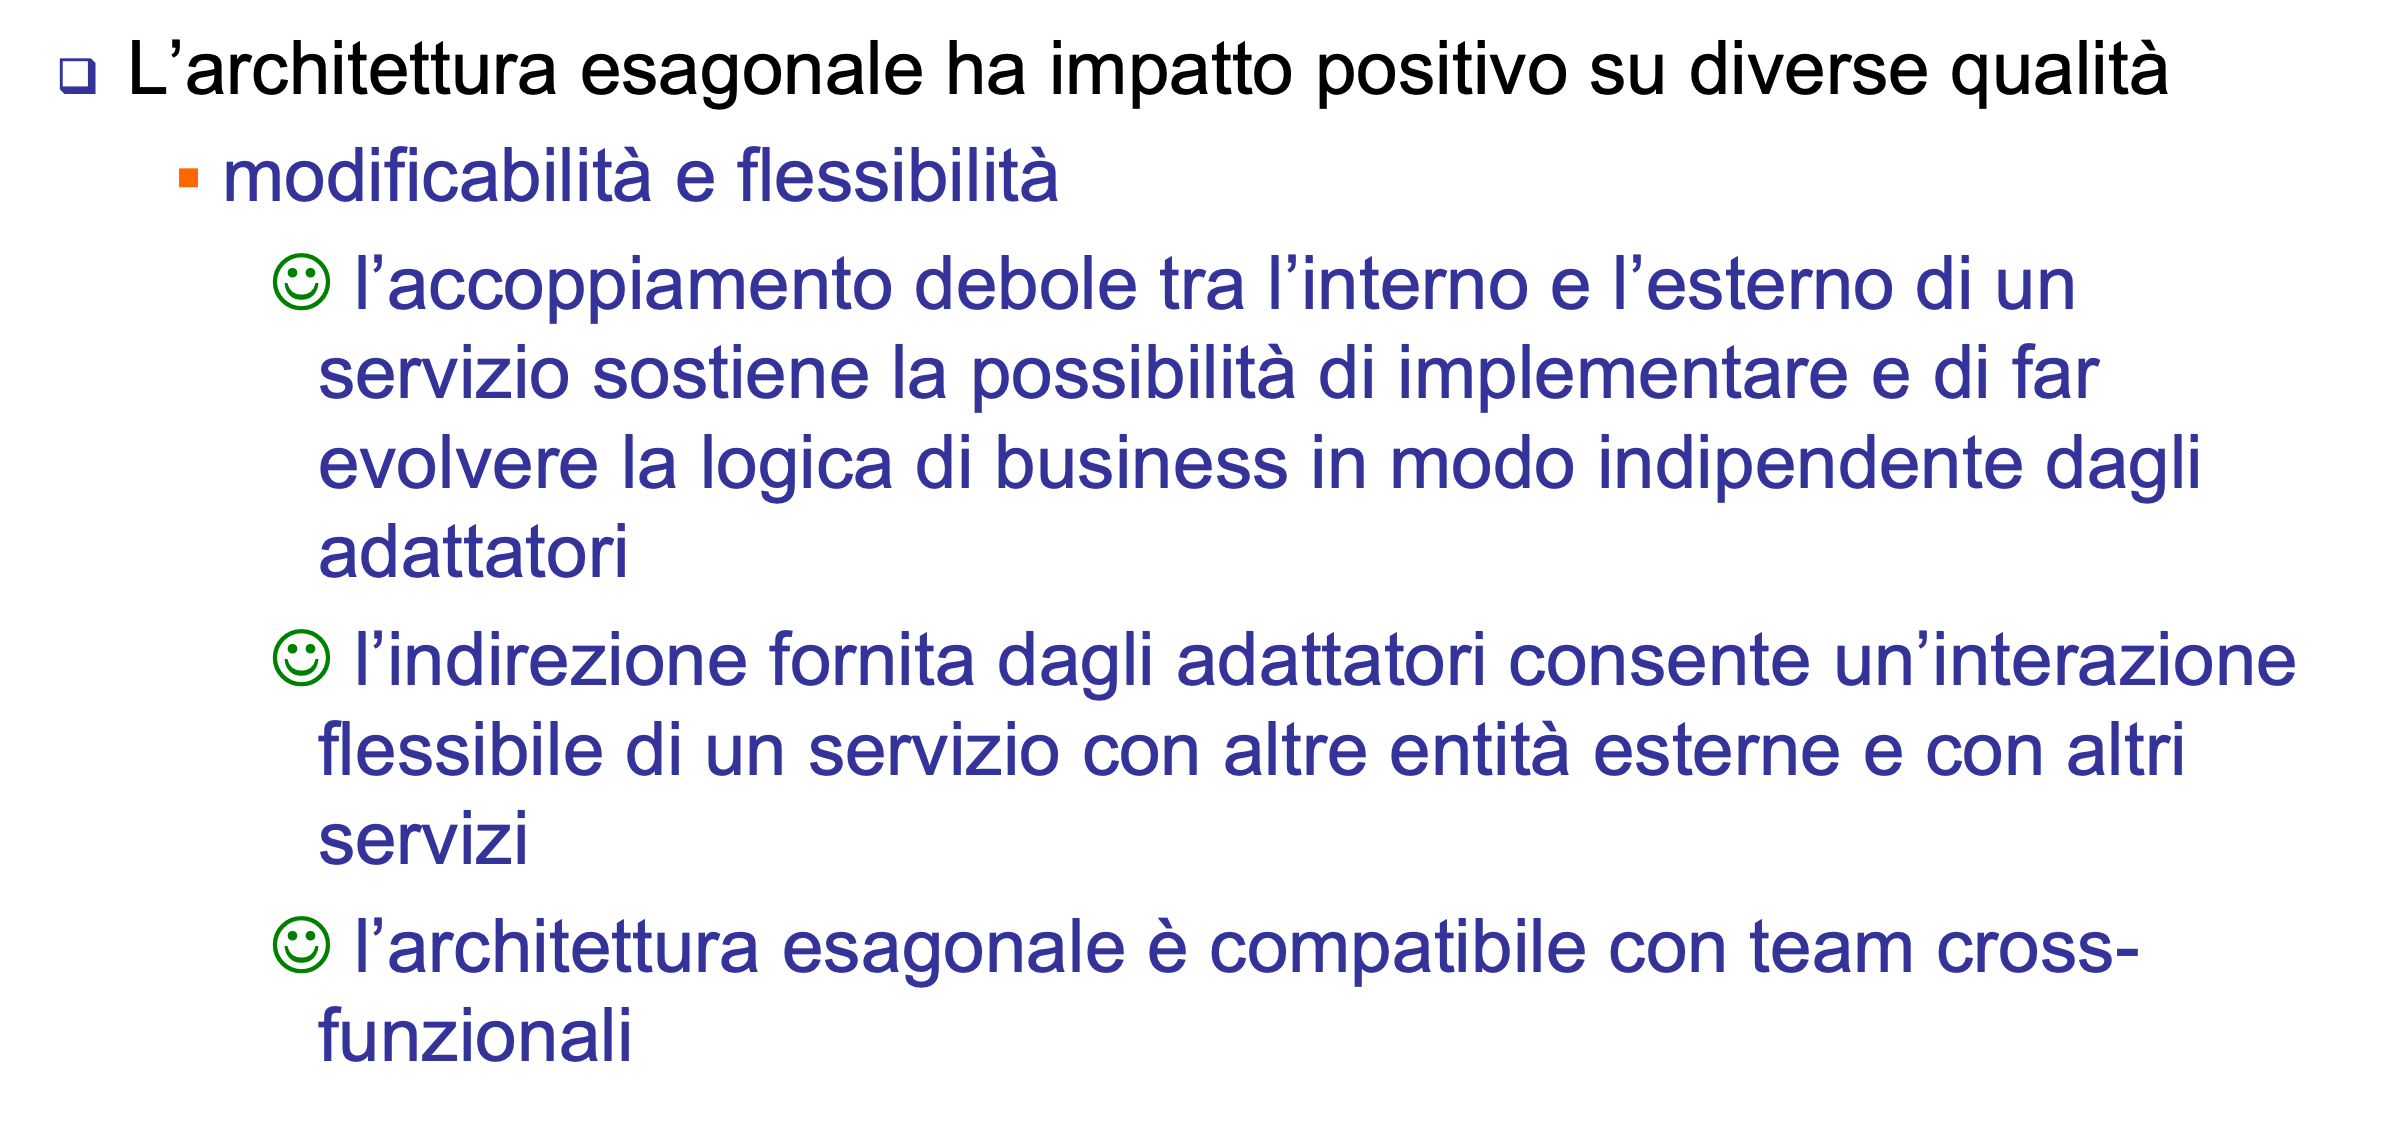 L’architettura esagonale ha impatto positivo su diverse qualità
modificabilità e flessibilità
l’accoppiamento debole tra l’interno e l’esterno di un
servizio sostiene la possibilità di implementare e di far
evolvere la logica di business in modo indipendente dagli
adattatori
l’indirezione fornita dagli adattatori consente un’interazione
flessibile di un servizio con altre entità esterne e con altri
servizi
l’architettura esagonale è compatibile con team cross-
funzionali